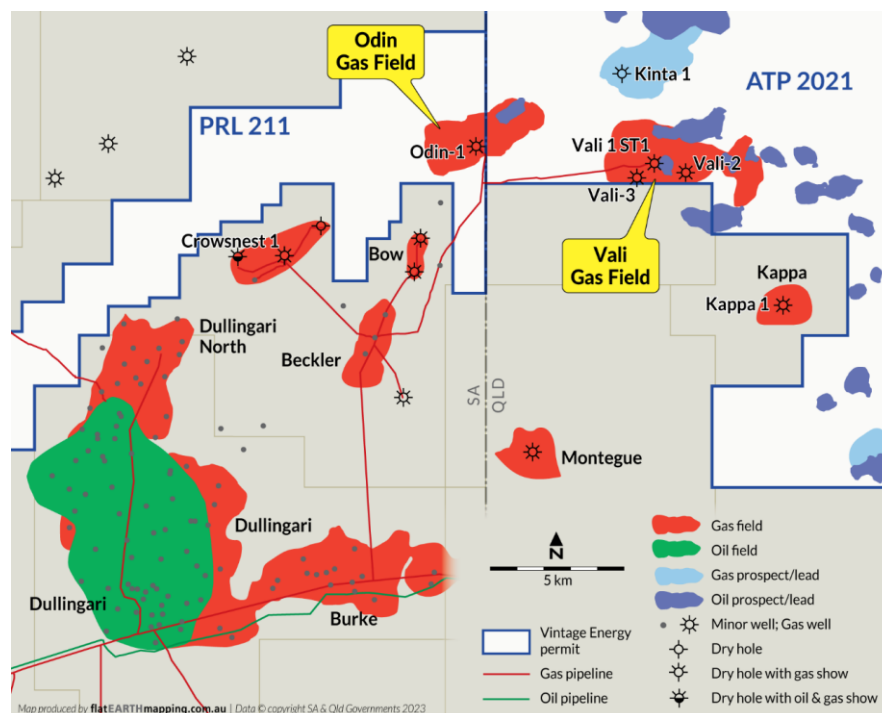 Odin
Gas Field
Kinta 1
ATP 2021
PRL 211
Odin-1
Vali 1 ST1
Vali-2
Vali-3
Crowsnest 1
Bow
Vali
Gas Field
Kappa
Kappa 1
Dullingari
North
Beckler
SA
QLD
Montegue
Dullingari
Dullingari
Burke
N
5 km
Gas field
Oil field
Gas prospect/lead
Oil prospect/lead
Minor well; Gas well
Dry hole
Dry hole with gas show
Dry hole with oil & gas show
Vintage Energy
permit
Gas pipeline
Oil pipeline
Map produced by flatEARTHmapping.com.au | Data © copyright SA & Qld Governments 2023